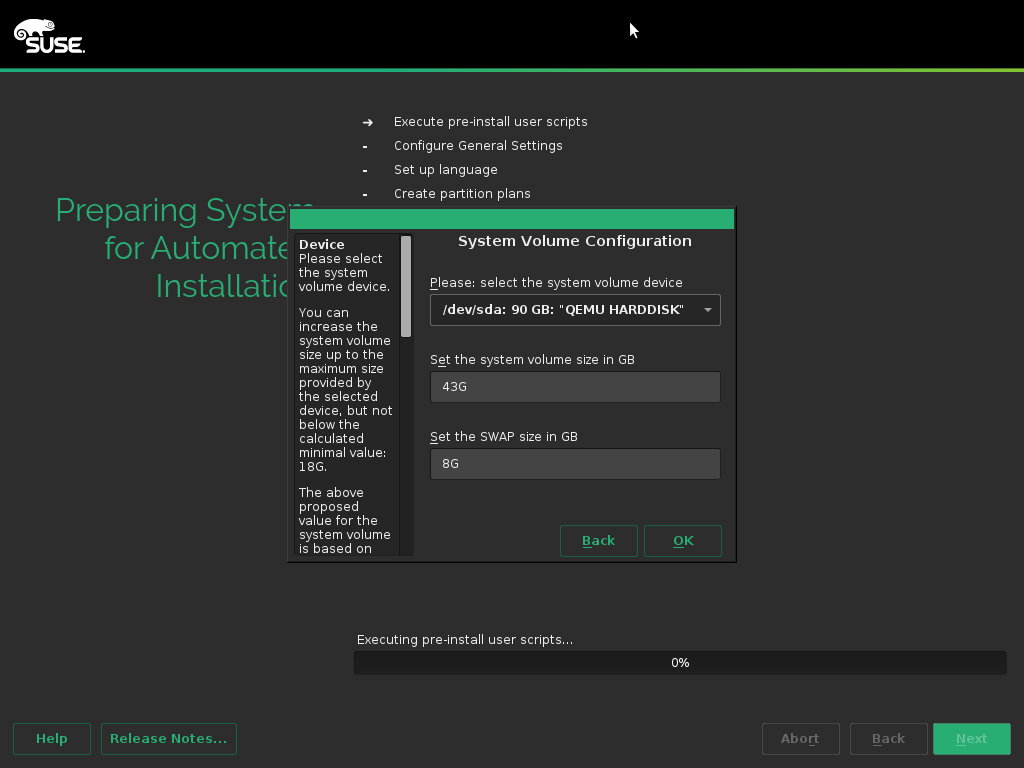 SUSE.
➔ Execute pre-install user scripts
- Configure General Settings
- Set up language
- Create partition plans
Preparing System
for Automate
Installatio
Device
Please select
the system
volume device.
You can
increase the
system volume
size up to the
maximum size
provided by
the selected
device, but not
below the
calculated
minimal value:
18G.
The above
proposed
value for the
system volume
is based on
System Volume Configuration
Please: select the system volume device
/dev/sda: 90 GB: "QEMU HARDDISK"
Set the system volume size in GB
43G
Set the SWAP size in GB
8G
Back OK
Executing pre-install user scripts...
0%
Help Release Notes... Abort Back Next